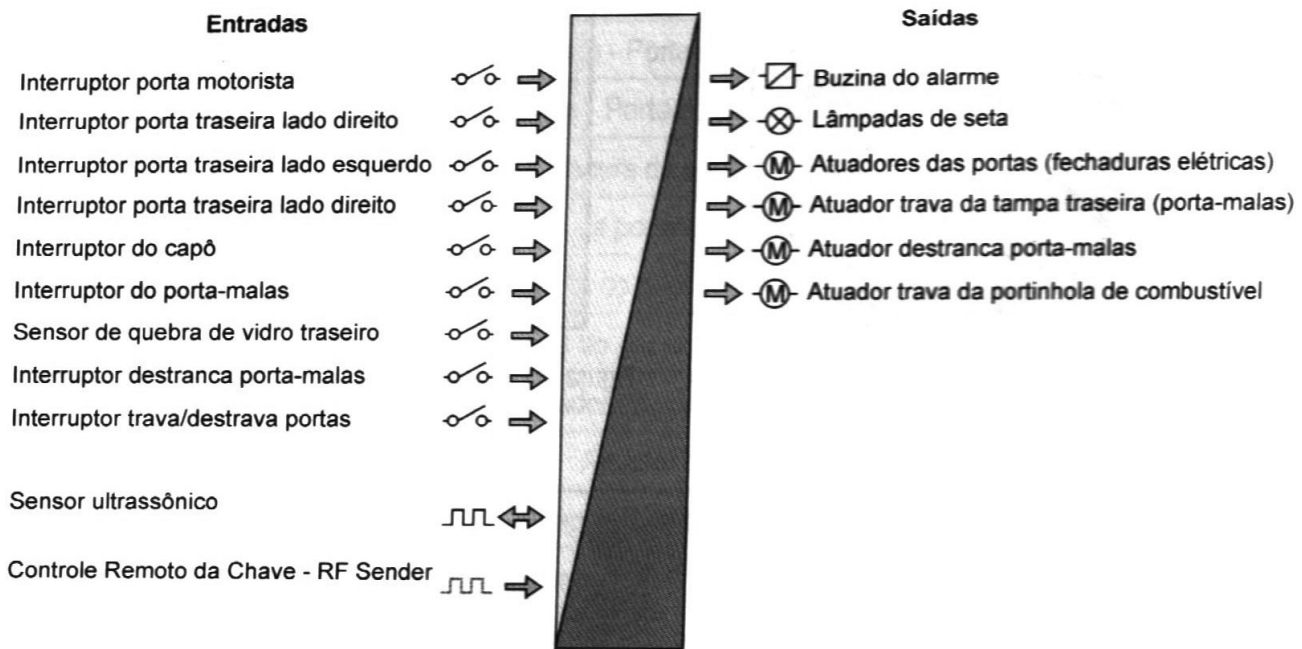 Entradas
Interruptor porta motorista
Interruptor porta traseira lado direito
Interruptor porta traseira lado esquerdo
Interruptor porta traseira lado direito
Interruptor do capô
Interruptor do porta-malas
Sensor de quebra de vidro traseiro
Interruptor destranca porta-malas
Interruptor trava/destrava portas
Sensor ultrassônico
Controle Remoto da Chave - RF Sender
Saídas
Buzina do alarme
Lâmpadas de seta
M Atuadores das portas (fechaduras elétricas)
M Atuador trava da tampa traseira (porta-malas)
M Atuador destranca porta-malas
M Atuador trava da portinhola de combustível